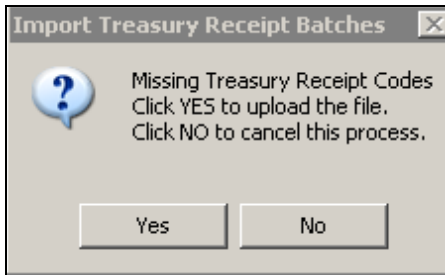 Import Treasury Receipt Batches
Missing Treasury Receipt Codes
Click YES to upload the file.
Click NO to cancel this process.
Yes
No